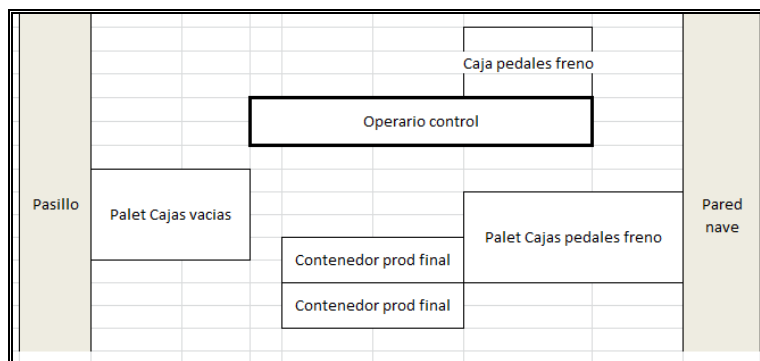 Caja pedales freno
Operario control
Pasillo
Palet Cajas vacias
Palet Cajas pedales freno
Pared
nave
Contenedor prod final
Contenedor prod final